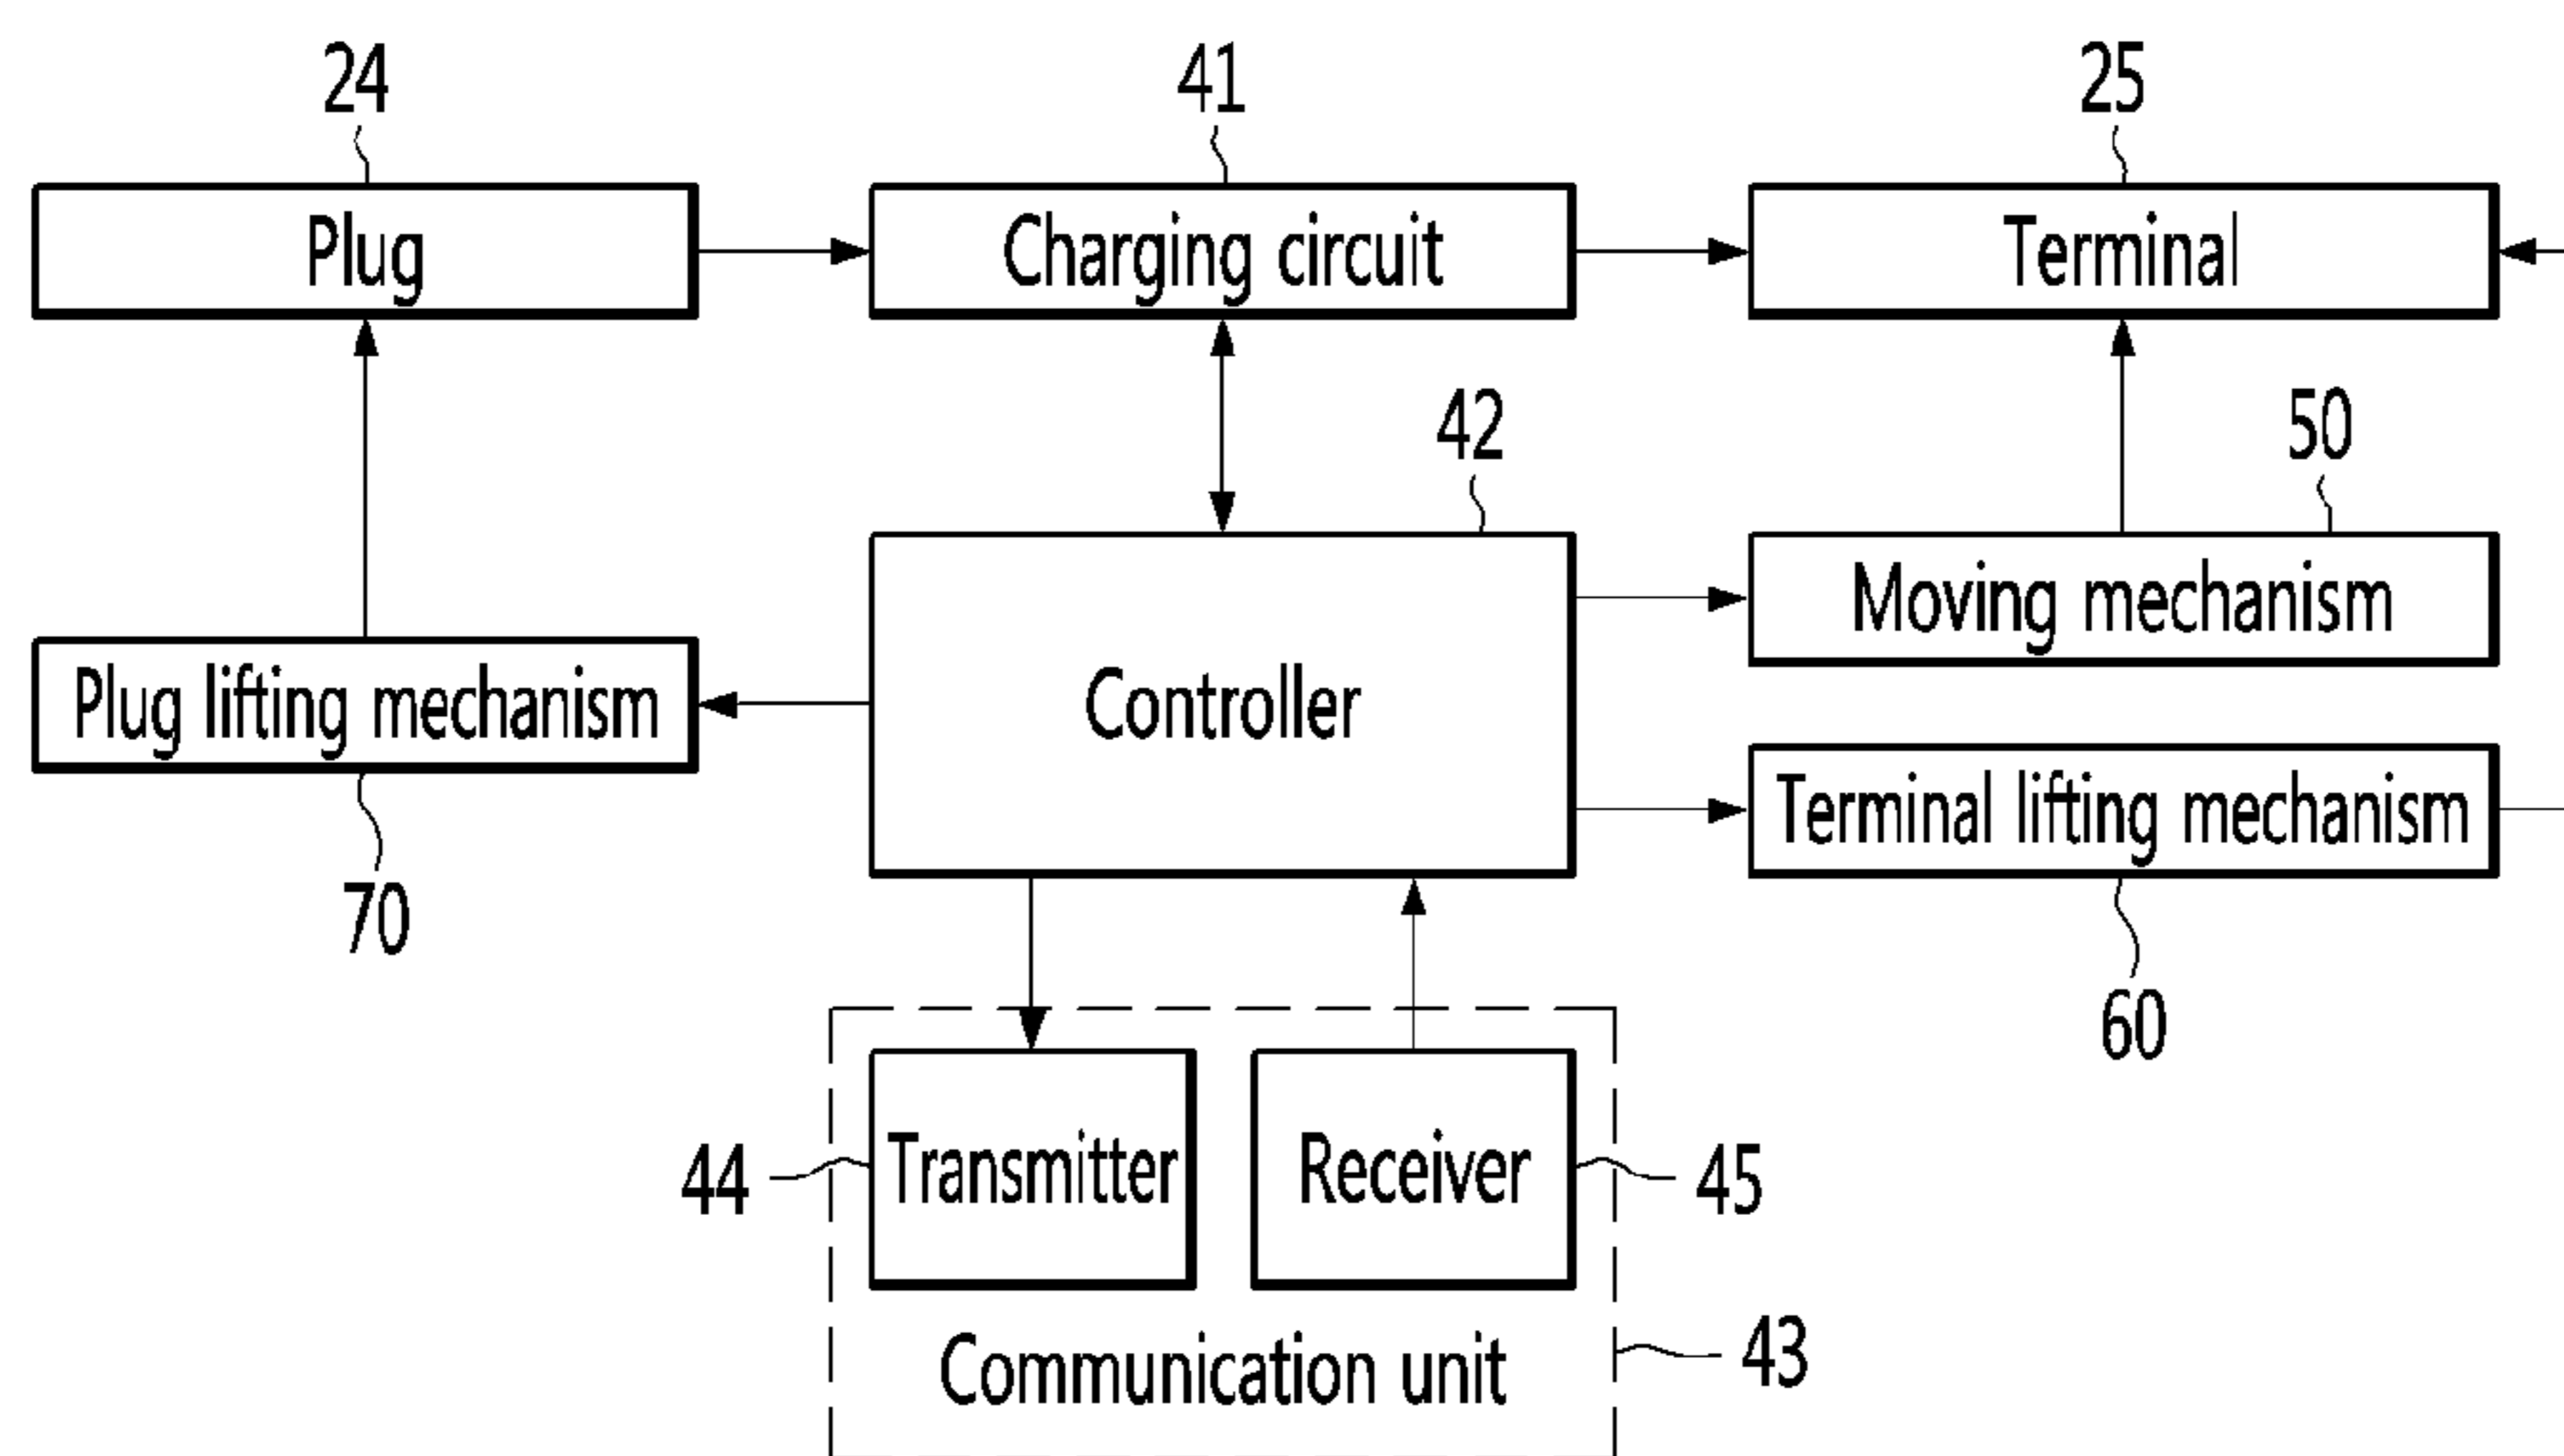 24
41
25
Plug
Charging circuit
Terminal
42
50
Moving mechanism
Plug lifting mechanism
Controller
Terminal lifting mechanism
70
60
44
Transmitter
Receiver
45
Communication unit
43